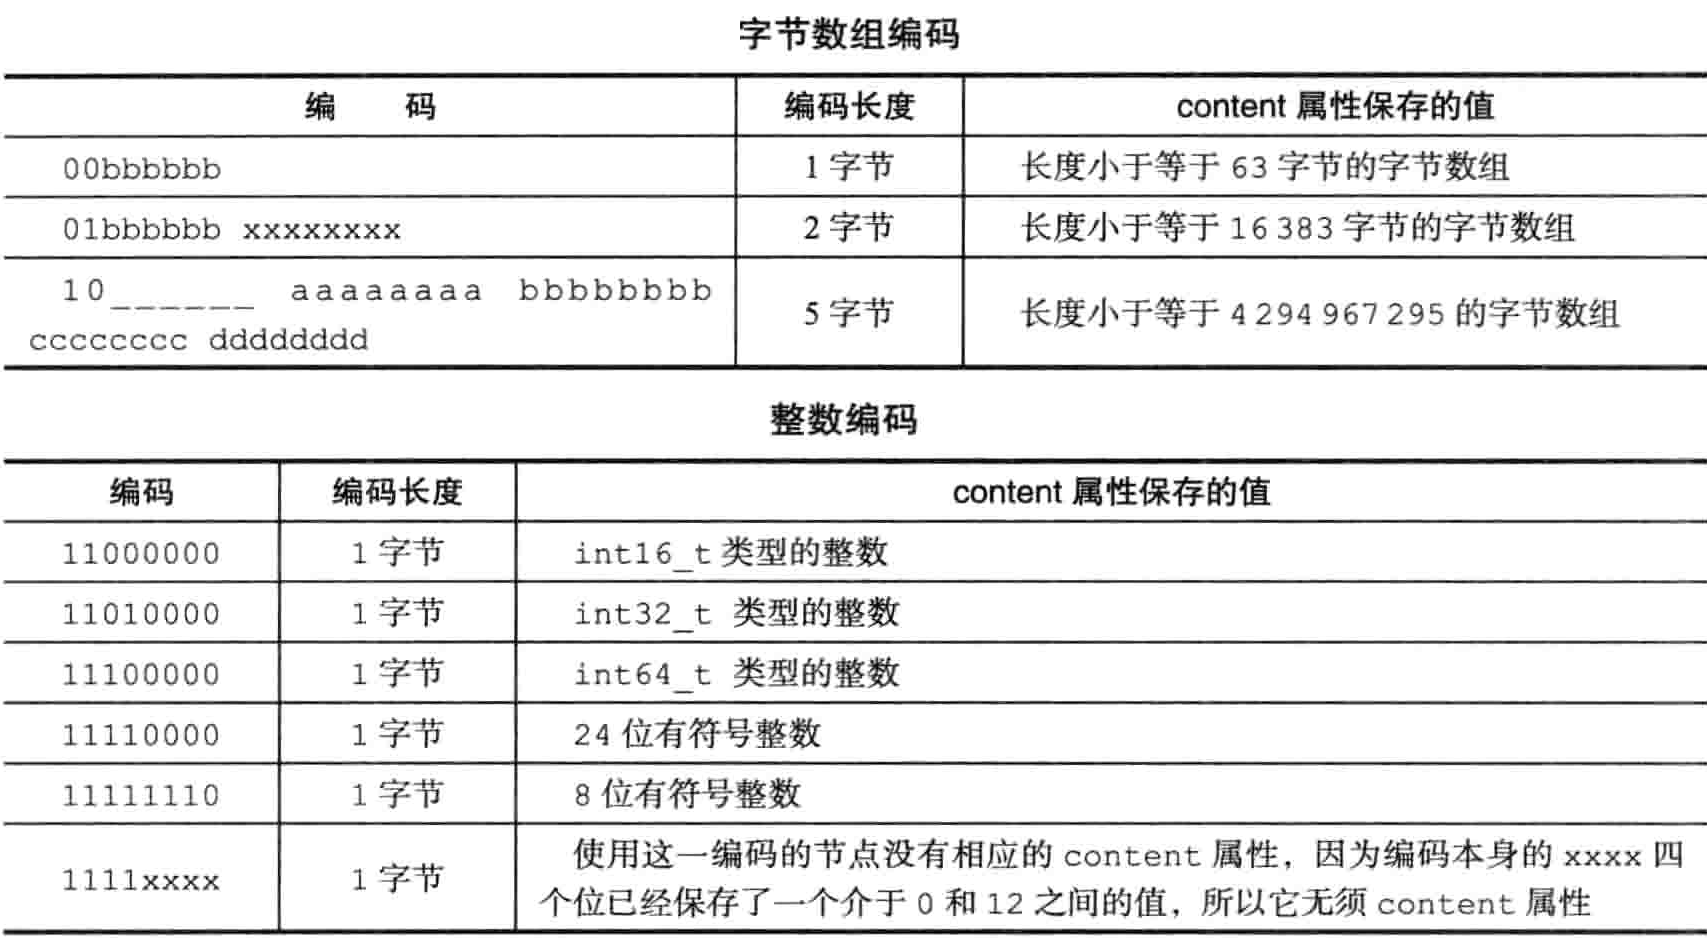 字节数组编码
编 码 编码长度 content 属性保存的值
00bbbbbb 1 字节 长度小于等于 63 字节的字节数组
01bbbbbb xxxxxxxx 2 字节 长度小于等于 16 383 字节的字节数组
10______ aaaaaaaa bbbbbbbb
cccccccc dddddddd 5 字节 长度小于等于 4 294 967 295 的字节数组
整数编码
编码 编码长度 content 属性保存的值
11000000 1 字节 int16_t 类型的整数
11010000 1 字节 int32_t 类型的整数
11100000 1 字节 int64_t 类型的整数
11110000 1 字节 24 位有符号整数
11111110 1 字节 8 位有符号整数
1111xxxx 1 字节 使用这一编码的节点没有相应的 content 属性，因为编码本身的 xxxx 四
个位已经保存了一个介于 0 和 12 之间的值，所以它无须 content 属性